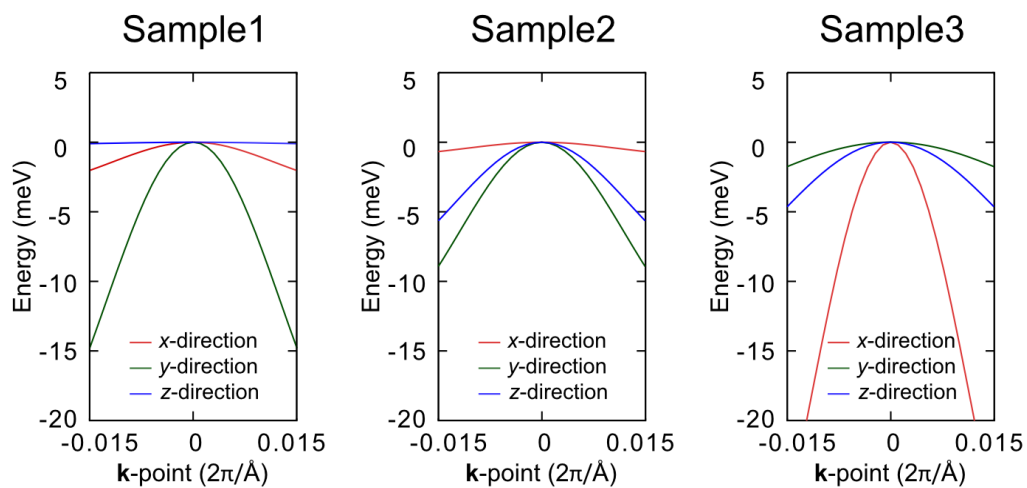 Sample1
5
0
-5
-10
-15
-20
Energy (meV)
x-direction
y-direction
z-direction
-0.015 0 0.015
k-point (2π/Å)
Sample2
5
0
-5
-10
-15
-20
Energy (meV)
x-direction
y-direction
z-direction
-0.015 0 0.015
k-point (2π/Å)
Sample3
5
0
-5
-10
-15
-20
Energy (meV)
x-direction
y-direction
z-direction
-0.015 0 0.015
k-point (2π/Å)